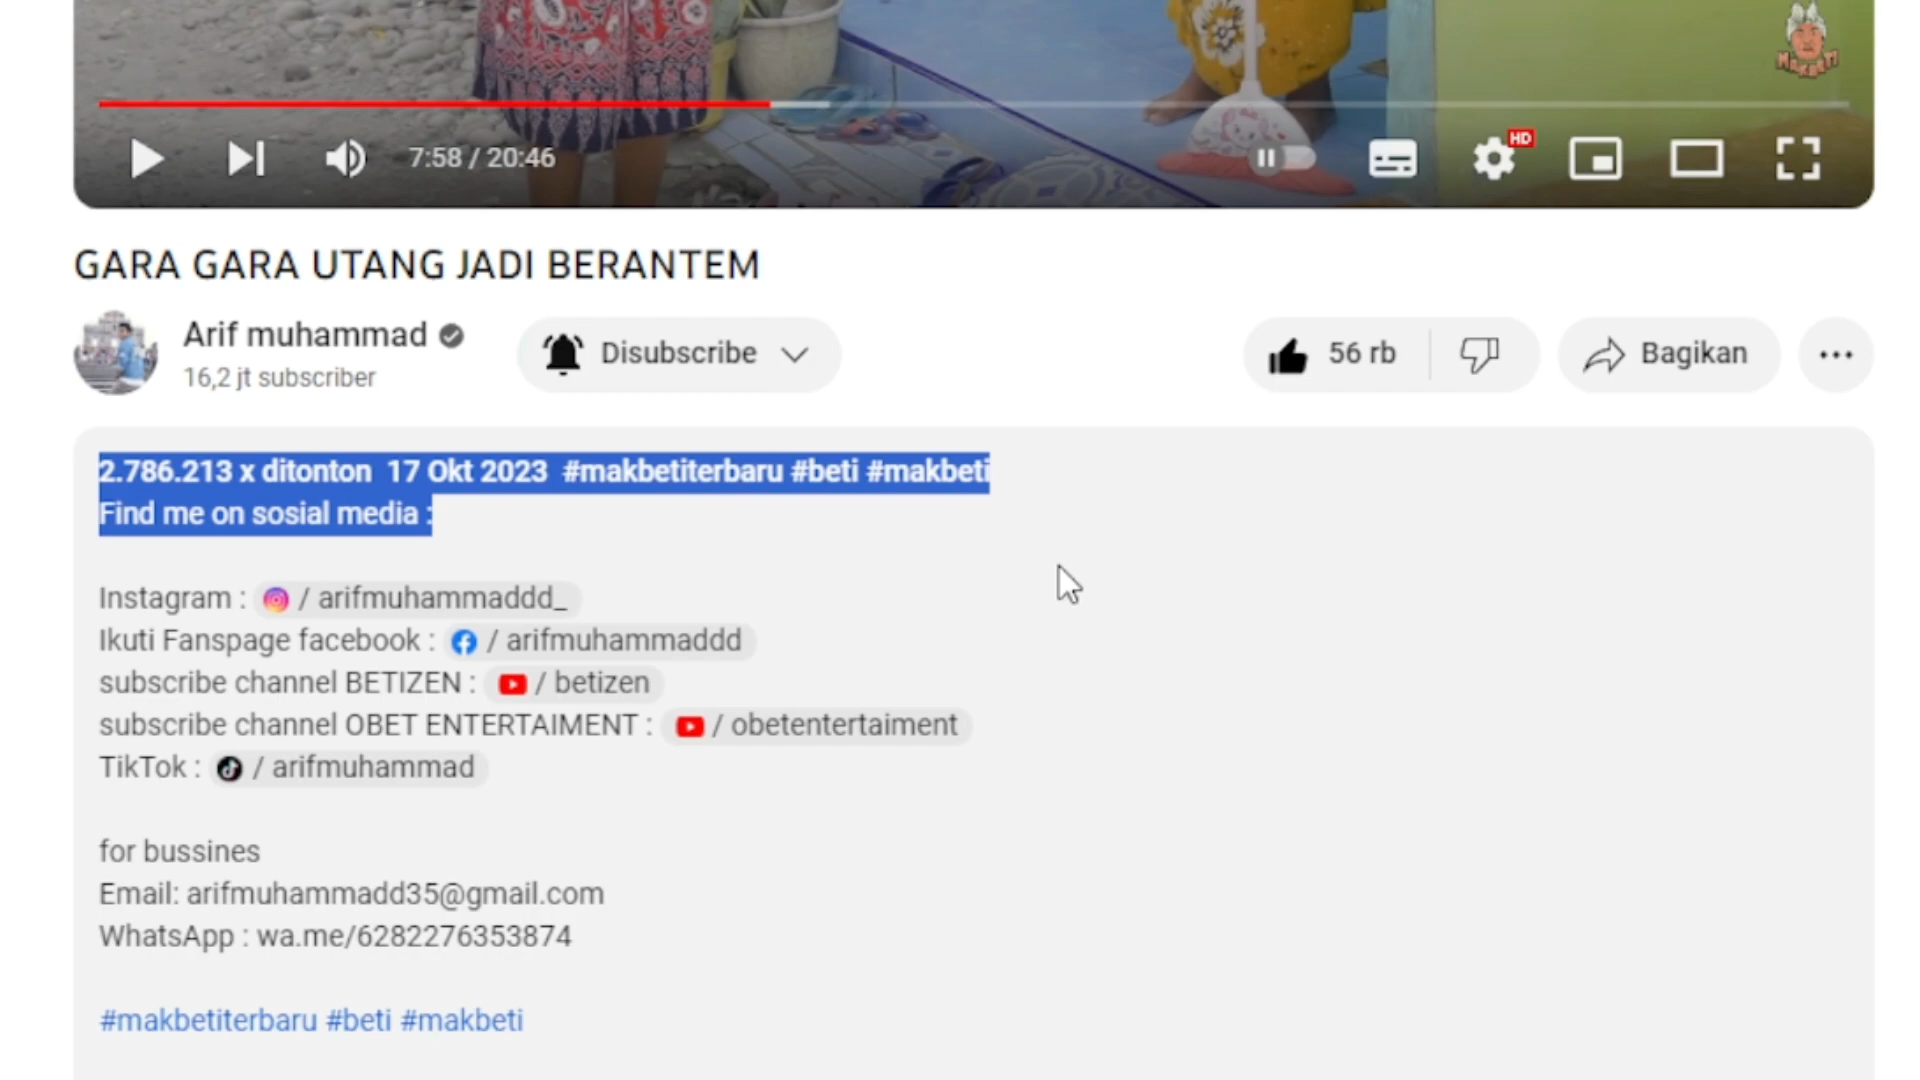 MAKBETI
HD
7:58 / 20:46
GARA GARA UTANG JADI BERANTEM
Arif muhammad
16,2 jt subscriber
Disubscribe
56 rb
Bagikan
2.786.213 x ditonton 17 Okt 2023 #makbetiterbaru #beti #makbeti
Find me on sosial media :
Instagram : / arifmuhammaddd_
Ikuti Fanspage facebook : / arifmuhammaddd
subscribe channel BETIZEN : / betizen
subscribe channel OBET ENTERTAIMENT : / obetentertaiment
TikTok : / arifmuhammad
for bussines
Email: arifmuhammadd35@gmail.com
WhatsApp : wa.me/6282276353874
#makbetiterbaru #beti #makbeti